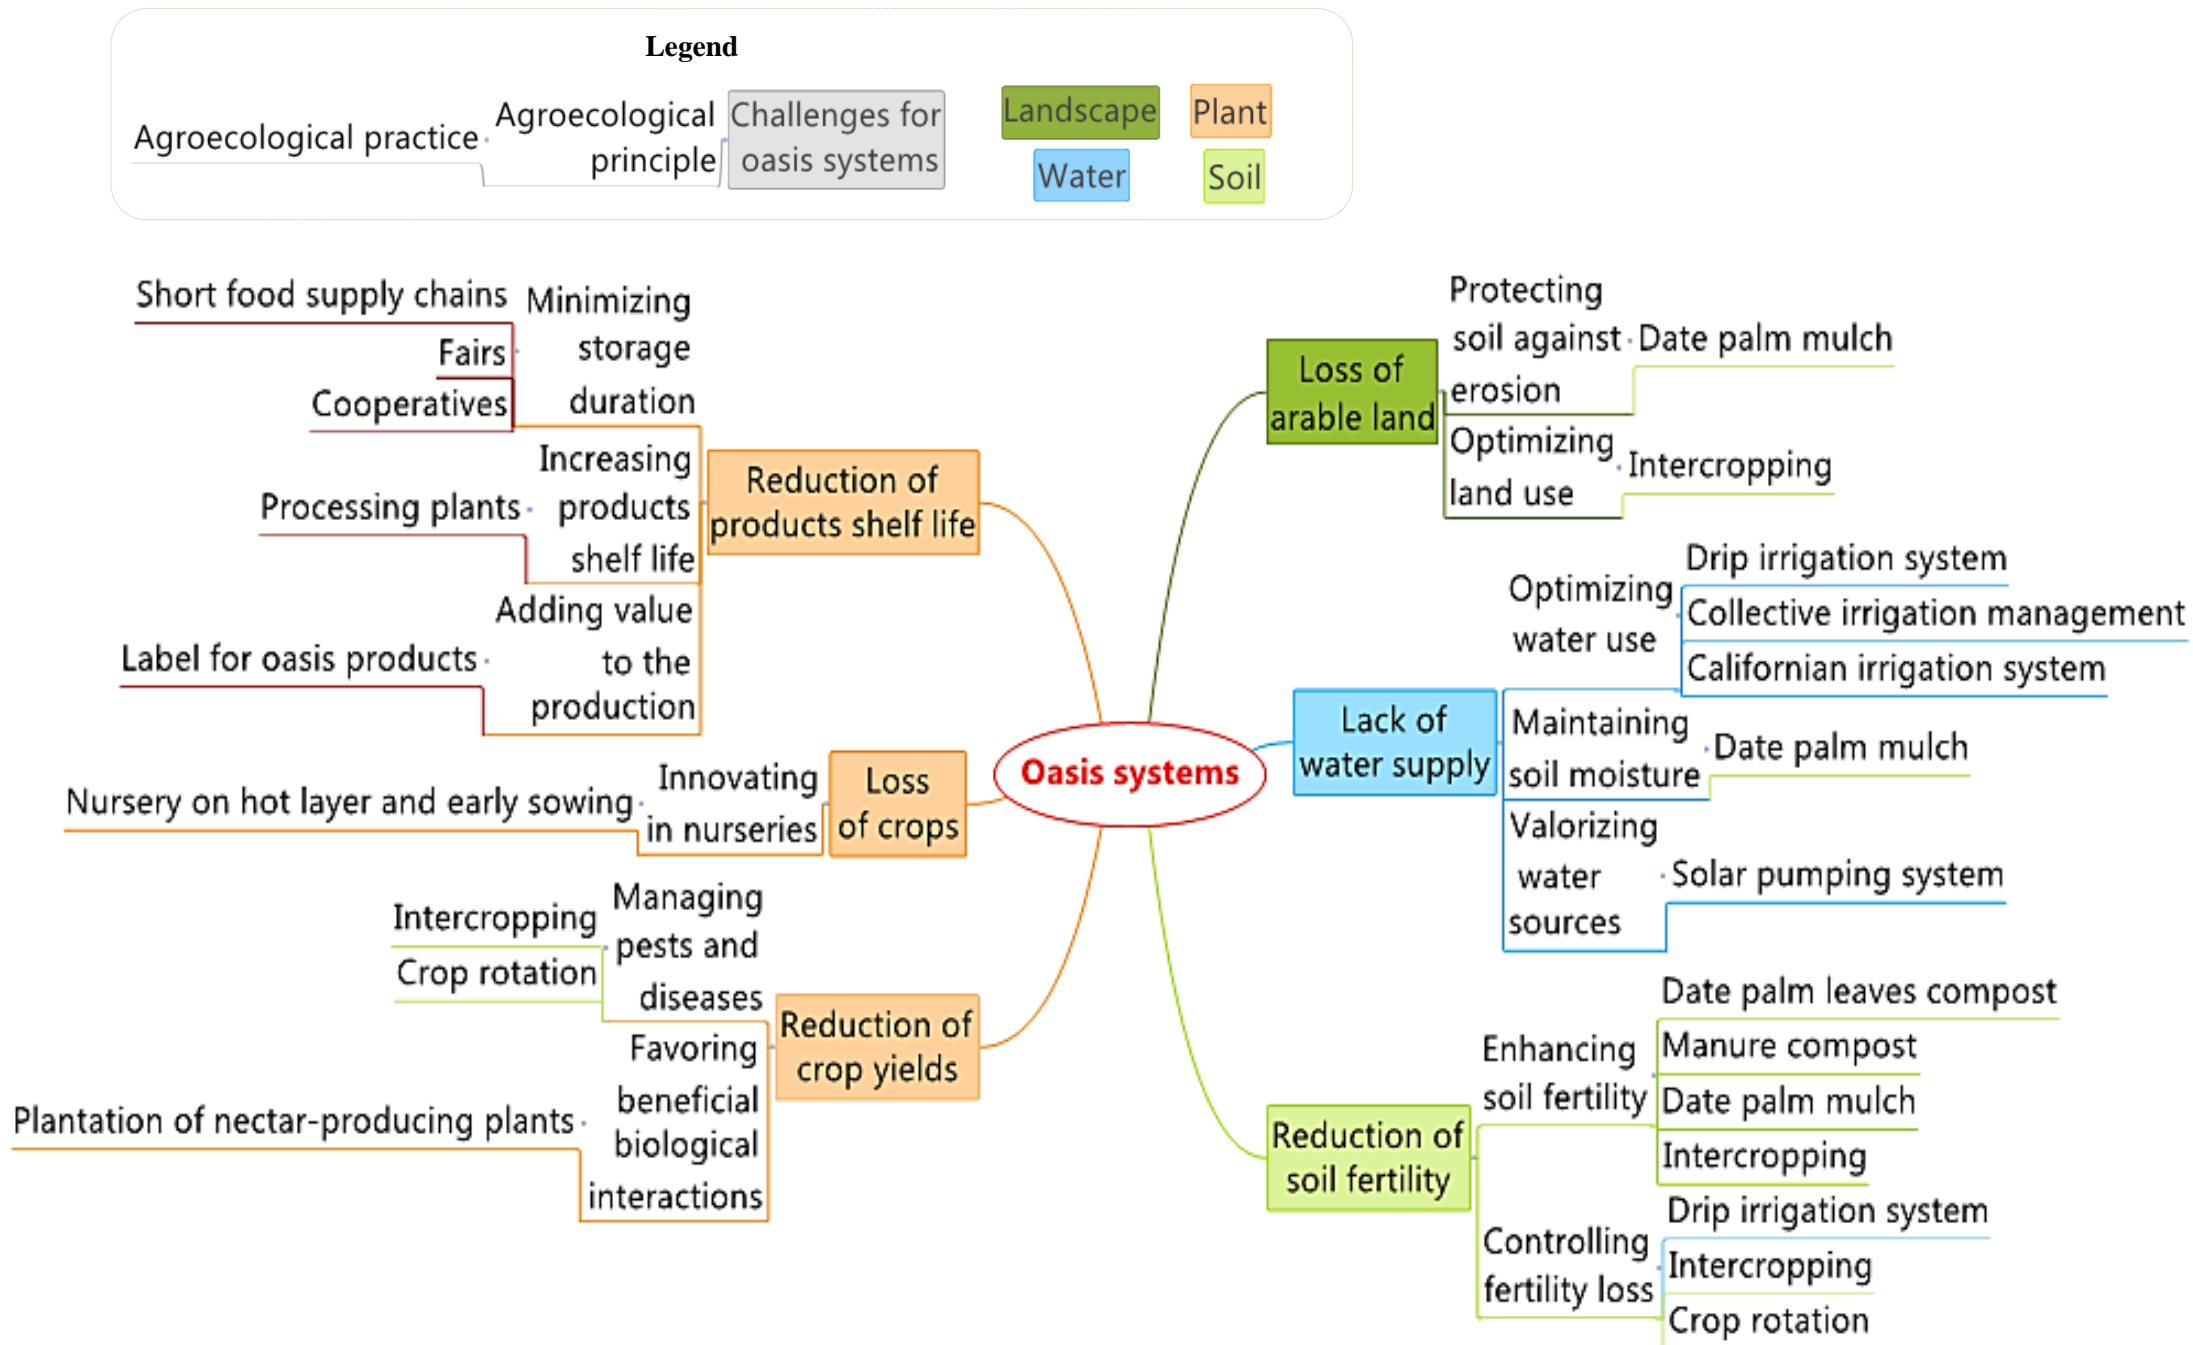 Legend
Agroecological practice
Agroecological
principle
Challenges for
oasis systems
Landscape
Plant
Water
Soil
Short food supply chains
Fairs
Cooperatives
Minimizing
storage
duration
Processing plants
Increasing
products
shelf life
Label for oasis products
Adding value
to the
production
Reduction of
products shelf life
Nursery on hot layer and early sowing
Innovating
in nurseries
Loss
of crops
Intercropping
Crop rotation
Managing
pests and
diseases
Plantation of nectar-producing plants
Favoring
beneficial
biological
interactions
Reduction of
crop yields
Oasis systems
Loss of
arable land
Protecting
soil against
erosion
Date palm mulch
Optimizing
land use
Intercropping
Lack of
water supply
Optimizing
water use
Drip irrigation system
Collective irrigation management
Californian irrigation system
Maintaining
soil moisture
Date palm mulch
Valorizing
water
sources
Solar pumping system
Reduction of
soil fertility
Enhancing
soil fertility
Date palm leaves compost
Manure compost
Date palm mulch
Intercropping
Controlling
fertility loss
Drip irrigation system
Intercropping
Crop rotation